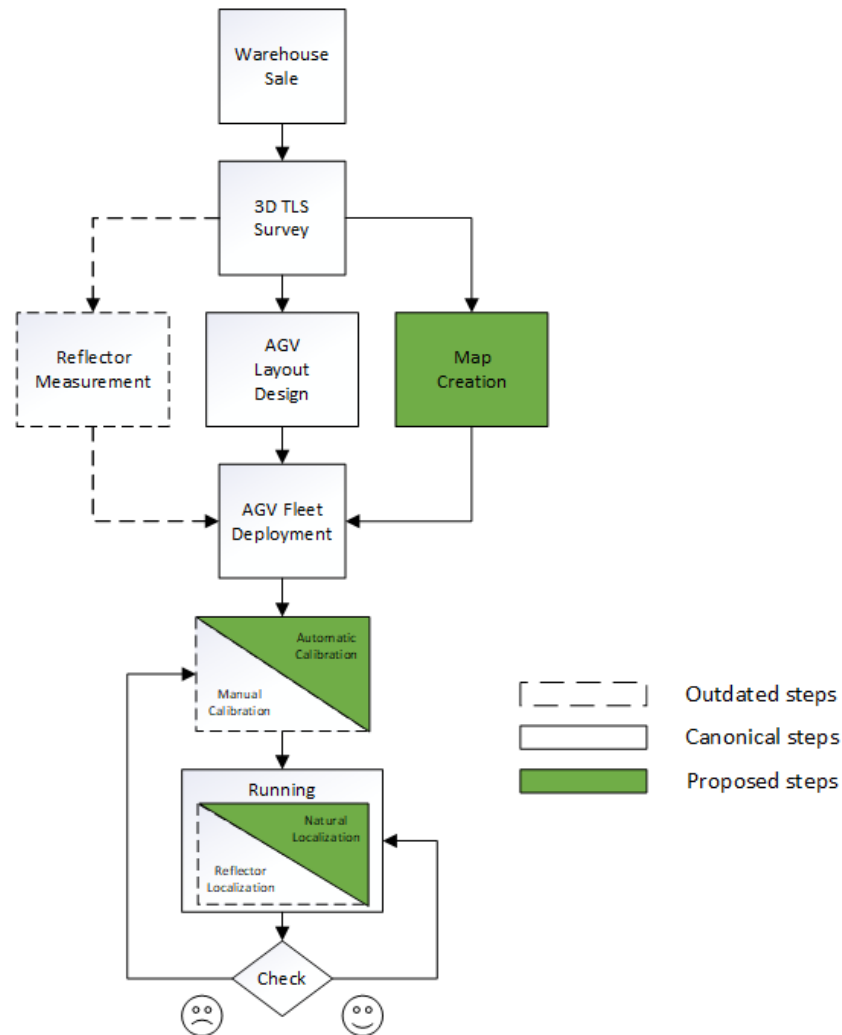 Warehouse
Sale
3D TLS
Survey
Reflector
Measurement
AGV
Layout
Design
Map
Creation
AGV Fleet
Deployment
Automatic
Calibration
Manual
Calibration
Running
Natural
Localization
Reflector
Localization
Check
Outdated steps
Canonical steps
Proposed steps